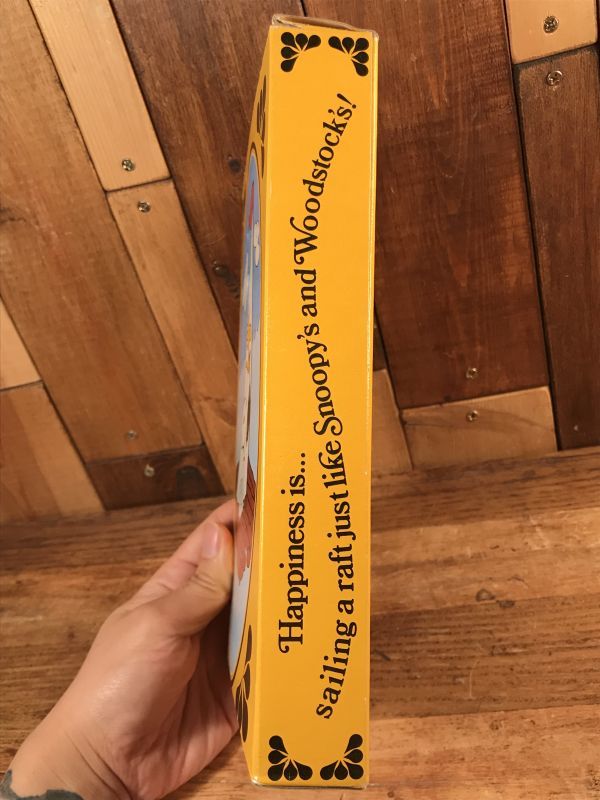 Happiness is...
sailing a raft just like Snoopy's and Woodstock's!